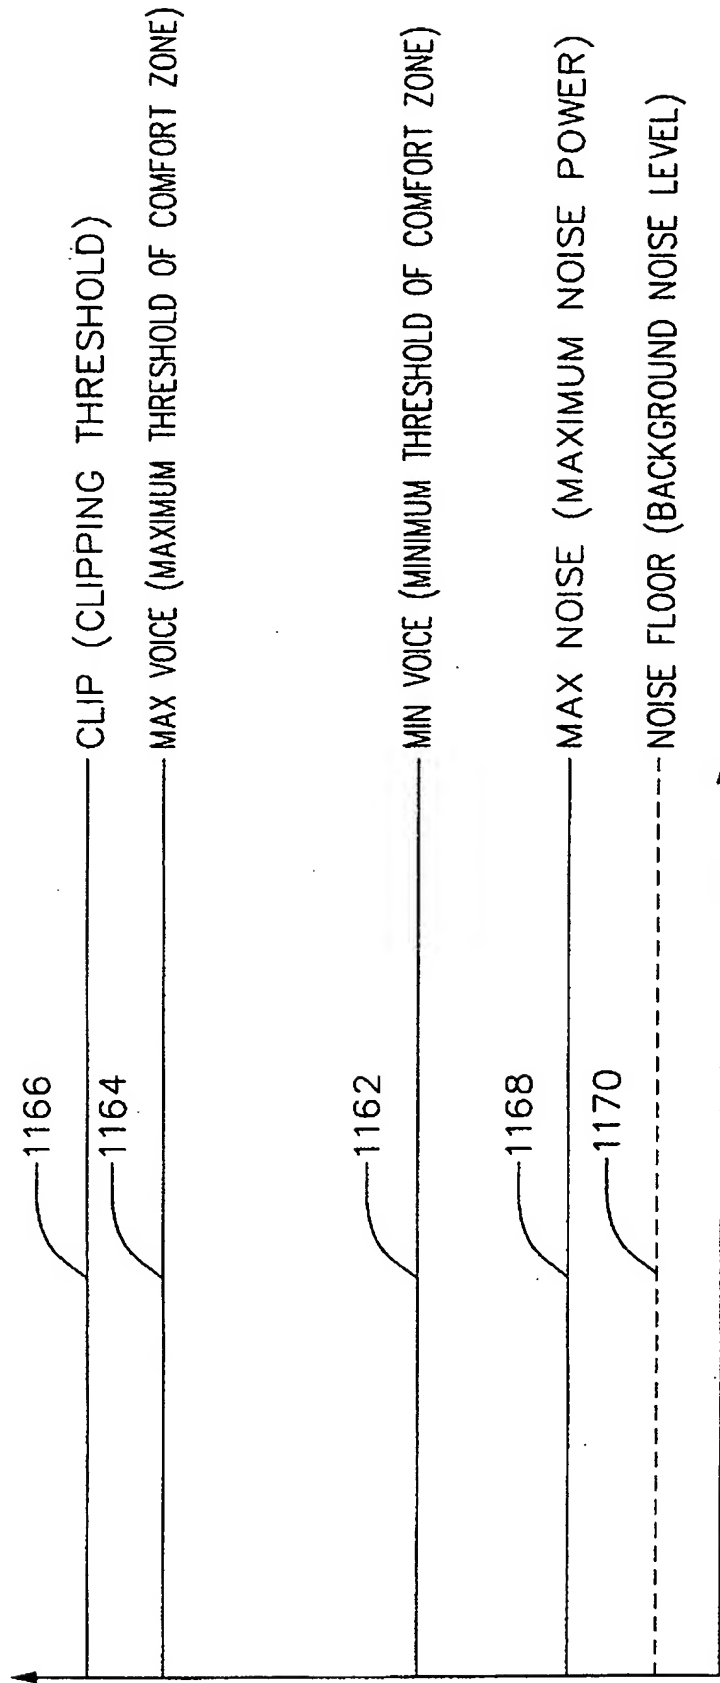 1166
CLIP (CLIPPING THRESHOLD)
1164
MAX VOICE (MAXIMUM THRESHOLD OF COMFORT ZONE)
1162
MIN VOICE (MINIMUM THRESHOLD OF COMFORT ZONE)
1168
MAX NOISE (MAXIMUM NOISE POWER)
1170
NOISE FLOOR (BACKGROUND NOISE LEVEL)